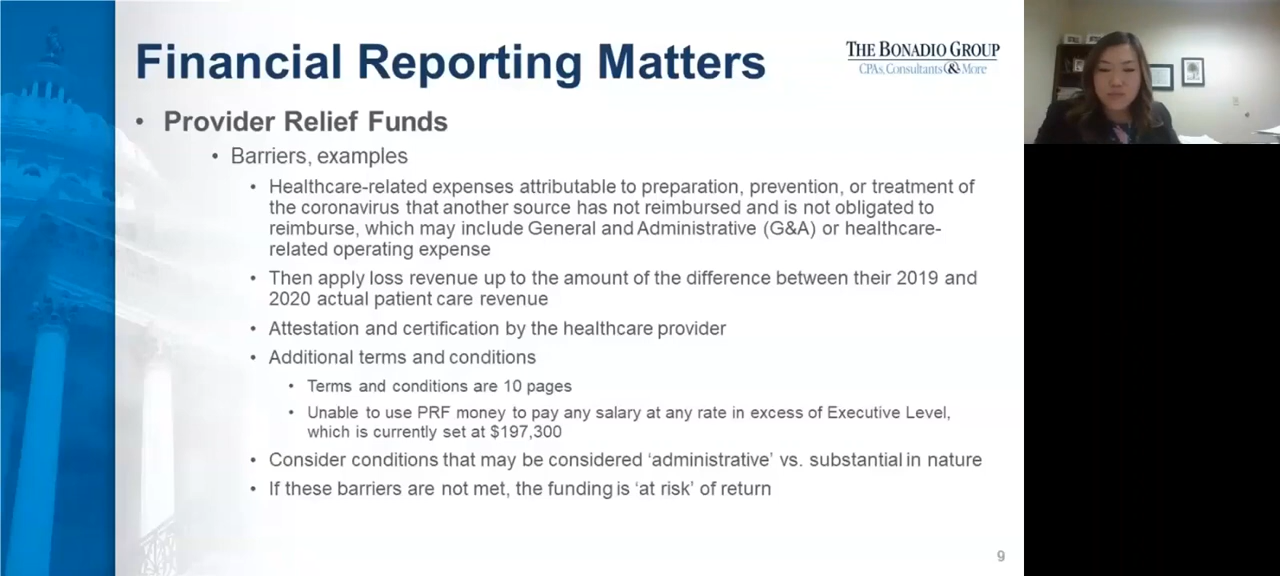 Financial Reporting Matters
THE BONADIO GROUP
CPAs, Consultants & More
• Provider Relief Funds
• Barriers, examples
• Healthcare-related expenses attributable to preparation, prevention, or treatment of
the coronavirus that another source has not reimbursed and is not obligated to
reimburse, which may include General and Administrative (G&A) or healthcare-
related operating expense
• Then apply loss revenue up to the amount of the difference between their 2019 and
2020 actual patient care revenue
• Attestation and certification by the healthcare provider
• Additional terms and conditions
• Terms and conditions are 10 pages
• Unable to use PRF money to pay any salary at any rate in excess of Executive Level,
which is currently set at $197,300
• Consider conditions that may be considered ‘administrative’ vs. substantial in nature
• If these barriers are not met, the funding is ‘at risk’ of return
9